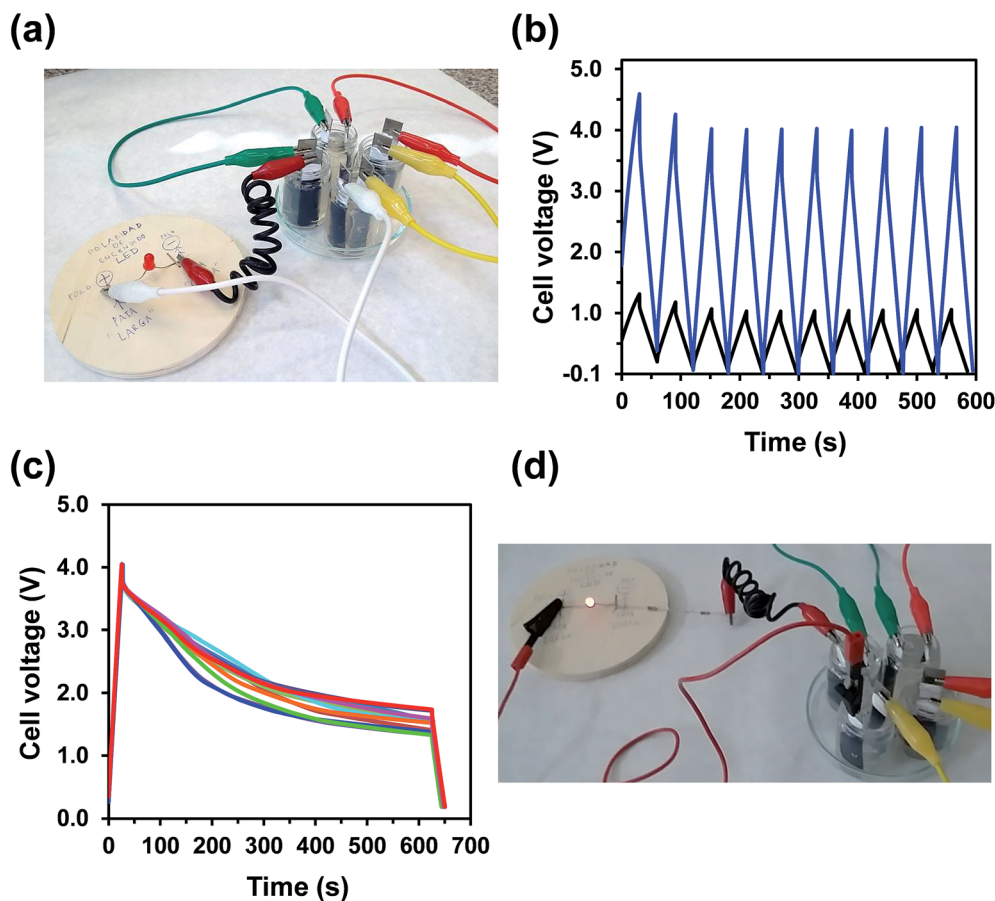 (a)
POLARIDAD
DE
ENCENDIDO
LED
POLO
+
POLO
−
PATA
"LARGA"
(b)
Cell voltage (V)
5.0
4.0
3.0
2.0
1.0
-0.1
0 100 200 300 400 500 600
Time (s)
(c)
Cell voltage (V)
5.0
4.0
3.0
2.0
1.0
0.0
0 100 200 300 400 500 600 700
Time (s)
(d)